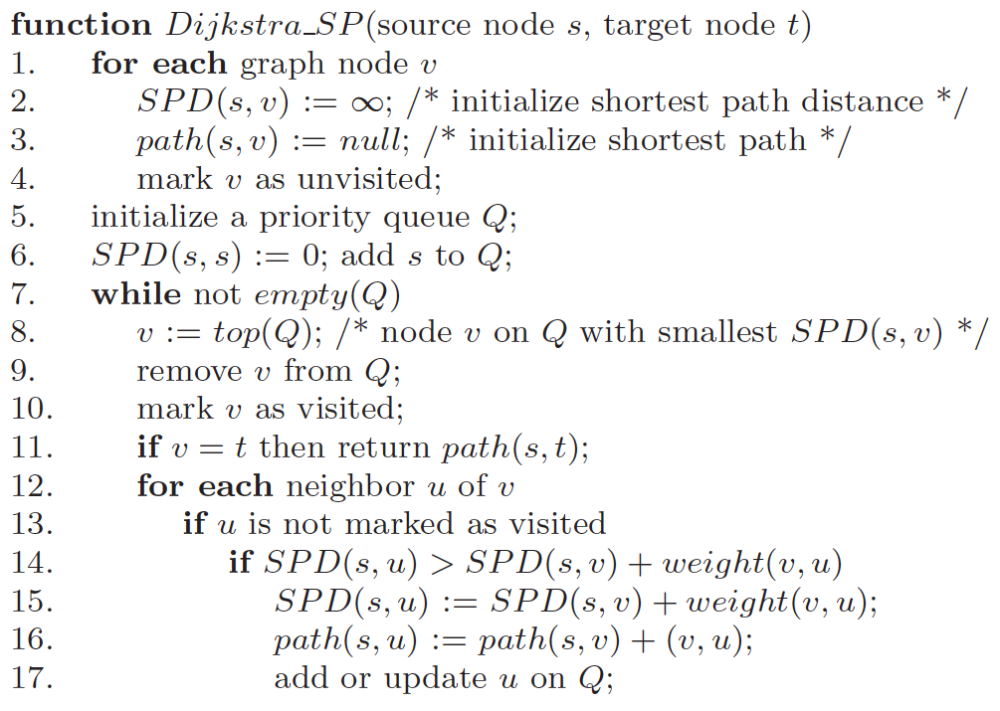 function Dijkstra_SP(source node s, target node t)
1. for each graph node v
2. SPD(s, v) := ∞; /* initialize shortest path distance */
3. path(s, v) := null; /* initialize shortest path */
4. mark v as unvisited;
5. initialize a priority queue Q;
6. SPD(s, s) := 0; add s to Q;
7. while not empty(Q)
8. v := top(Q); /* node v on Q with smallest SPD(s, v) */
9. remove v from Q;
10. mark v as visited;
11. if v = t then return path(s, t);
12. for each neighbor u of v
13. if u is not marked as visited
14. if SPD(s, u) > SPD(s, v) + weight(v, u)
15. SPD(s, u) := SPD(s, v) + weight(v, u);
16. path(s, u) := path(s, v) + (v, u);
17. add or update u on Q;